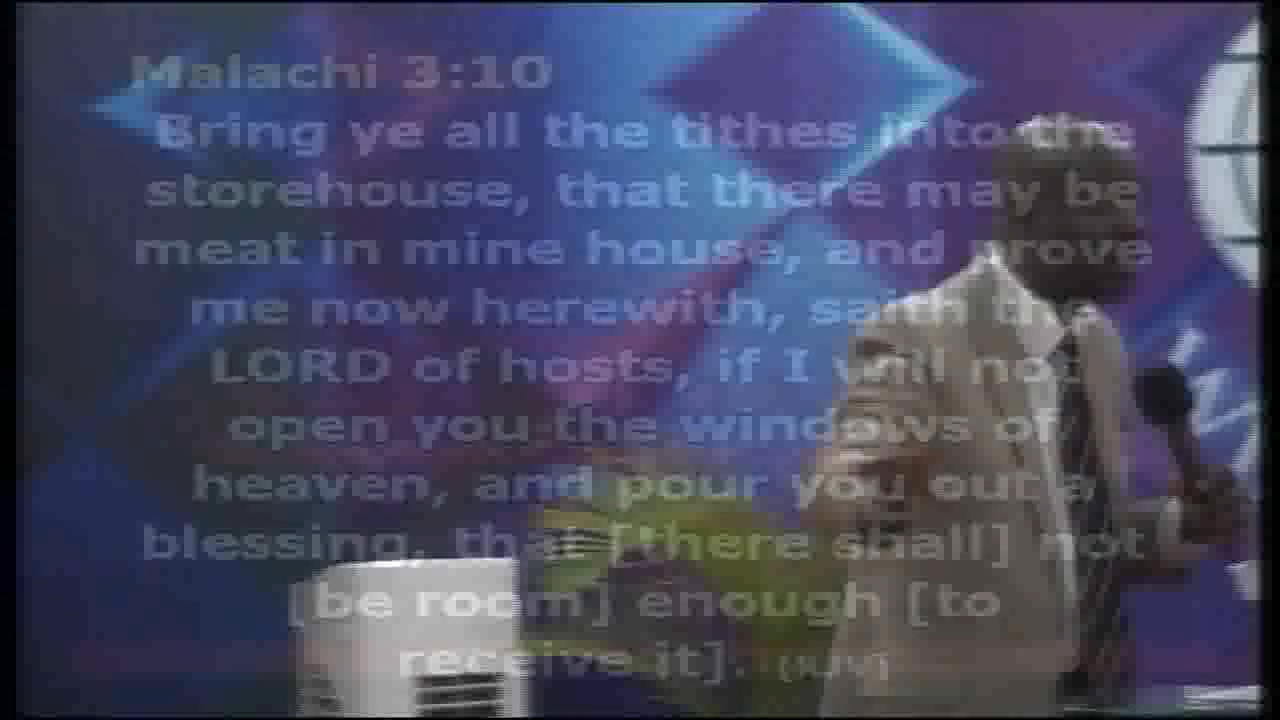 Malachi 3:10
Bring ye all the tithes into the
storehouse, that there may be
meat in mine house, and prove
me now herewith, saith the
LORD of hosts, if I will not
open you the windows of
heaven, and pour you out a
blessing, that [there shall] not
[be room] enough [to
receive it]. (KJV)